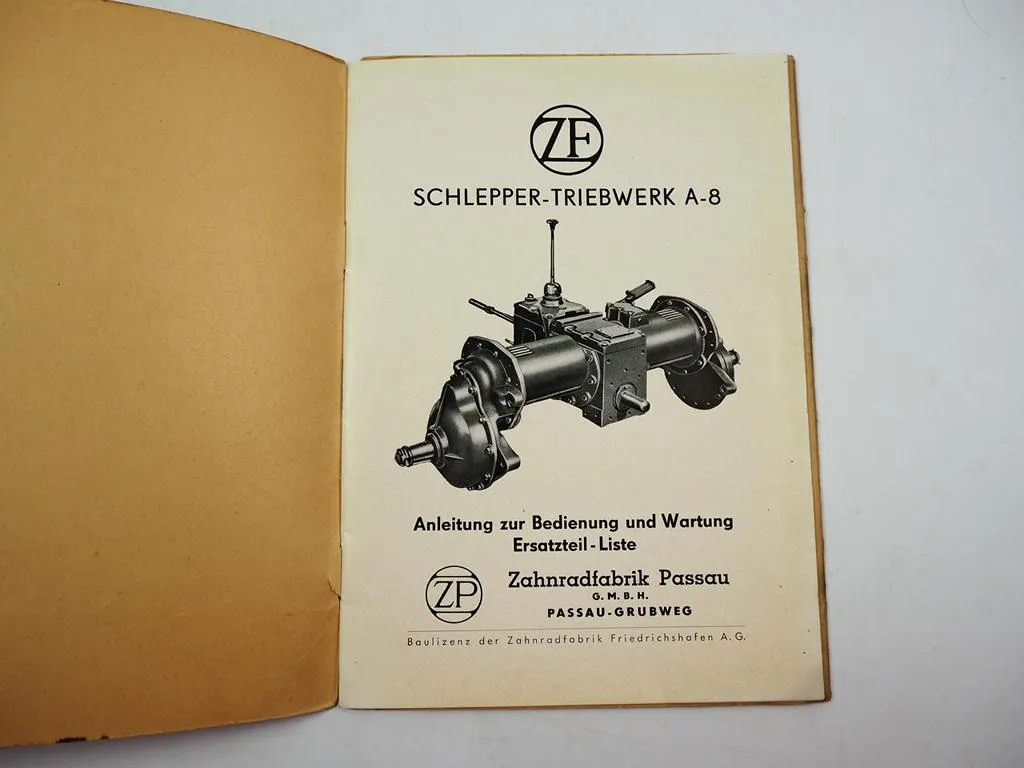 ZF
SCHLEPPER-TRIEBWERK A-8
Anleitung zur Bedienung und Wartung
Ersatzteil-Liste
ZP
Zahnradfabrik Passau
G.M.B.H.
PASSAU-GRUBWEG
Baulizenz der Zahnradfabrik Friedrichshafen A.G.